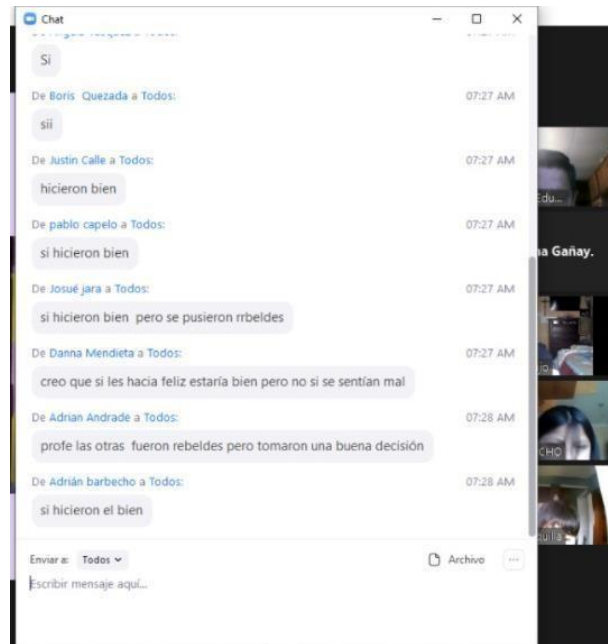 Chat
Si
De Boris Quezada a Todos:
07:27 AM
sii
De Justin Calle a Todos:
07:27 AM
hicieron bien
De pablo capelo a Todos:
07:27 AM
si hicieron bien
De Josué jara a Todos:
07:27 AM
si hicieron bien pero se pusieron rrbeldes
De Danna Mendieta a Todos:
07:27 AM
creo que si les hacia feliz estaría bien pero no si se sentían mal
De Adrian Andrade a Todos:
07:28 AM
profe las otras fueron rebeldes pero tomaron una buena decisión
De Adrián barbecho a Todos:
07:28 AM
si hicieron el bien
Enviar a: Todos
Archivo
Escribir mensaje aquí...
Edu...
na Gañay.
CHO